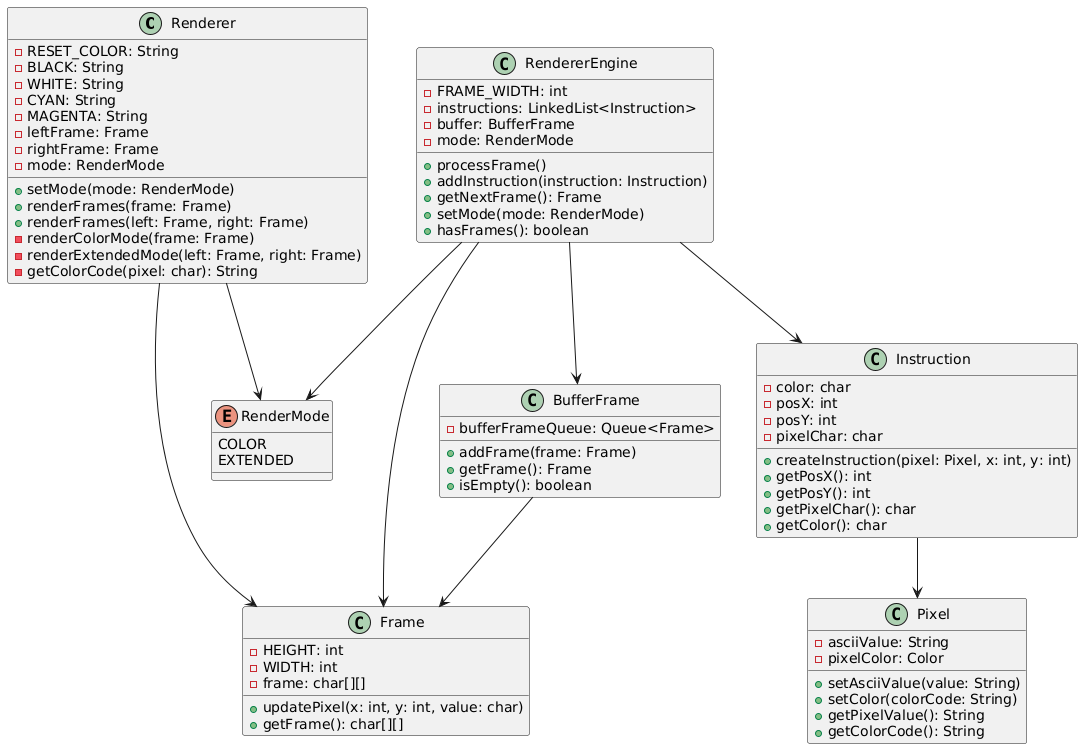 C Renderer
RESET_COLOR: String
BLACK: String
WHITE: String
CYAN: String
MAGENTA: String
leftFrame: Frame
rightFrame: Frame
mode: RenderMode
setMode(mode: RenderMode)
renderFrames(frame: Frame)
renderFrames(left: Frame, right: Frame)
renderColorMode(frame: Frame)
renderExtendedMode(left: Frame, right: Frame)
getColorCode(pixel: char): String
C RendererEngine
FRAME_WIDTH: int
instructions: LinkedList<Instruction>
buffer: BufferFrame
mode: RenderMode
processFrame()
addInstruction(instruction: Instruction)
getNextFrame(): Frame
setMode(mode: RenderMode)
hasFrames(): boolean
E RenderMode
COLOR
EXTENDED
C BufferFrame
bufferFrameQueue: Queue<Frame>
addFrame(frame: Frame)
getFrame(): Frame
isEmpty(): boolean
C Instruction
color: char
posX: int
posY: int
pixelChar: char
createInstruction(pixel: Pixel, x: int, y: int)
getPosX(): int
getPosY(): int
getPixelChar(): char
getColor(): char
C Frame
HEIGHT: int
WIDTH: int
frame: char[][]
updatePixel(x: int, y: int, value: char)
getFrame(): char[][]
C Pixel
asciiValue: String
pixelColor: Color
setAsciiValue(value: String)
setColor(colorCode: String)
getPixelValue(): String
getColorCode(): String